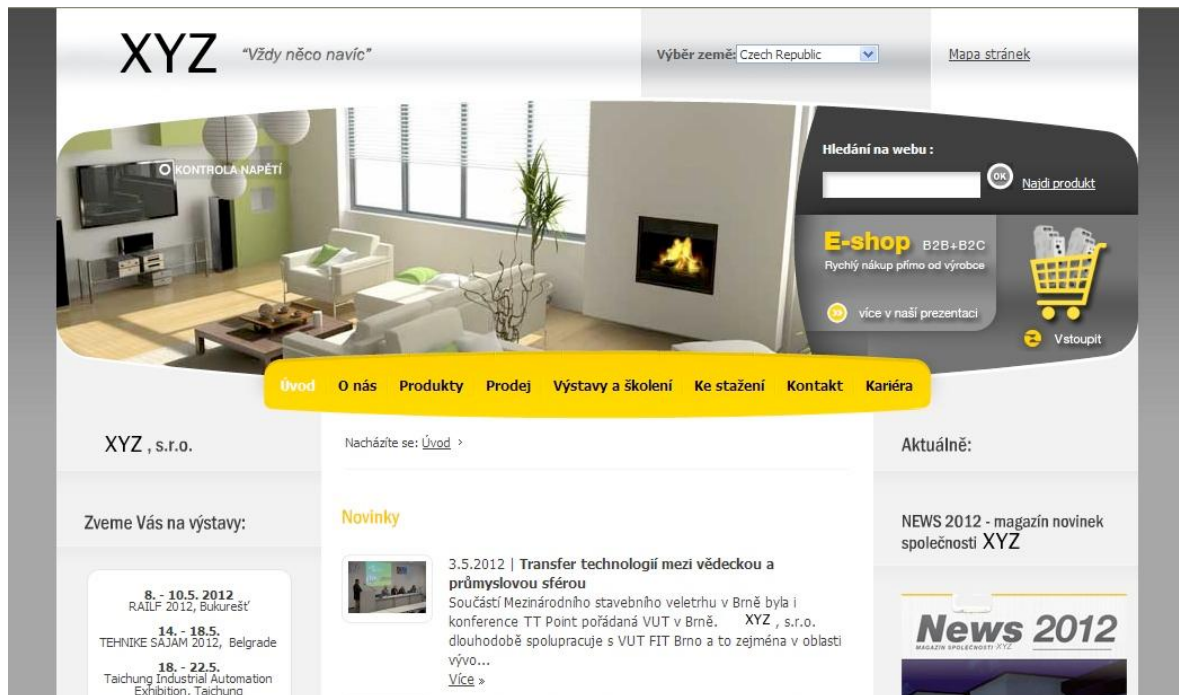 XYZ "Vždy něco navíc"
Výběr země: Czech Republic
Mapa stránek
KONTROLA NAPĚTÍ
Hledání na webu :
OK
Najdi produkt
E-shop B2B+B2C
Rychlý nákup přímo od výrobce
více v naší prezentaci
Vstoupit
Úvod O nás Produkty Prodej Výstavy a školení Ke stažení Kontakt Kariéra
XYZ , s.r.o.
Zveme Vás na výstavy:
8. - 10.5. 2012
RAILF 2012, Bukurešť
14. - 18.5.
TEHNIKE SAJAM 2012, Belgrade
18. - 22.5.
Taichung Industrial Automation
Exhibition, Taichung
Nacházíte se: Úvod ›
Novinky
3.5.2012 | Transfer technologií mezi vědeckou a
průmyslovou sférou
Součástí Mezinárodního stavebního veletrhu v Brně byla i
konference TT Point pořádaná VUT v Brně. XYZ , s.r.o.
dlouhodobě spolupracuje s VUT FIT Brno a to zejména v oblasti
vývo...
Více »
Aktuálně:
NEWS 2012 - magazín novinek
společnosti XYZ
News 2012
MAGAZÍN SPOLEČNOSTI XYZ